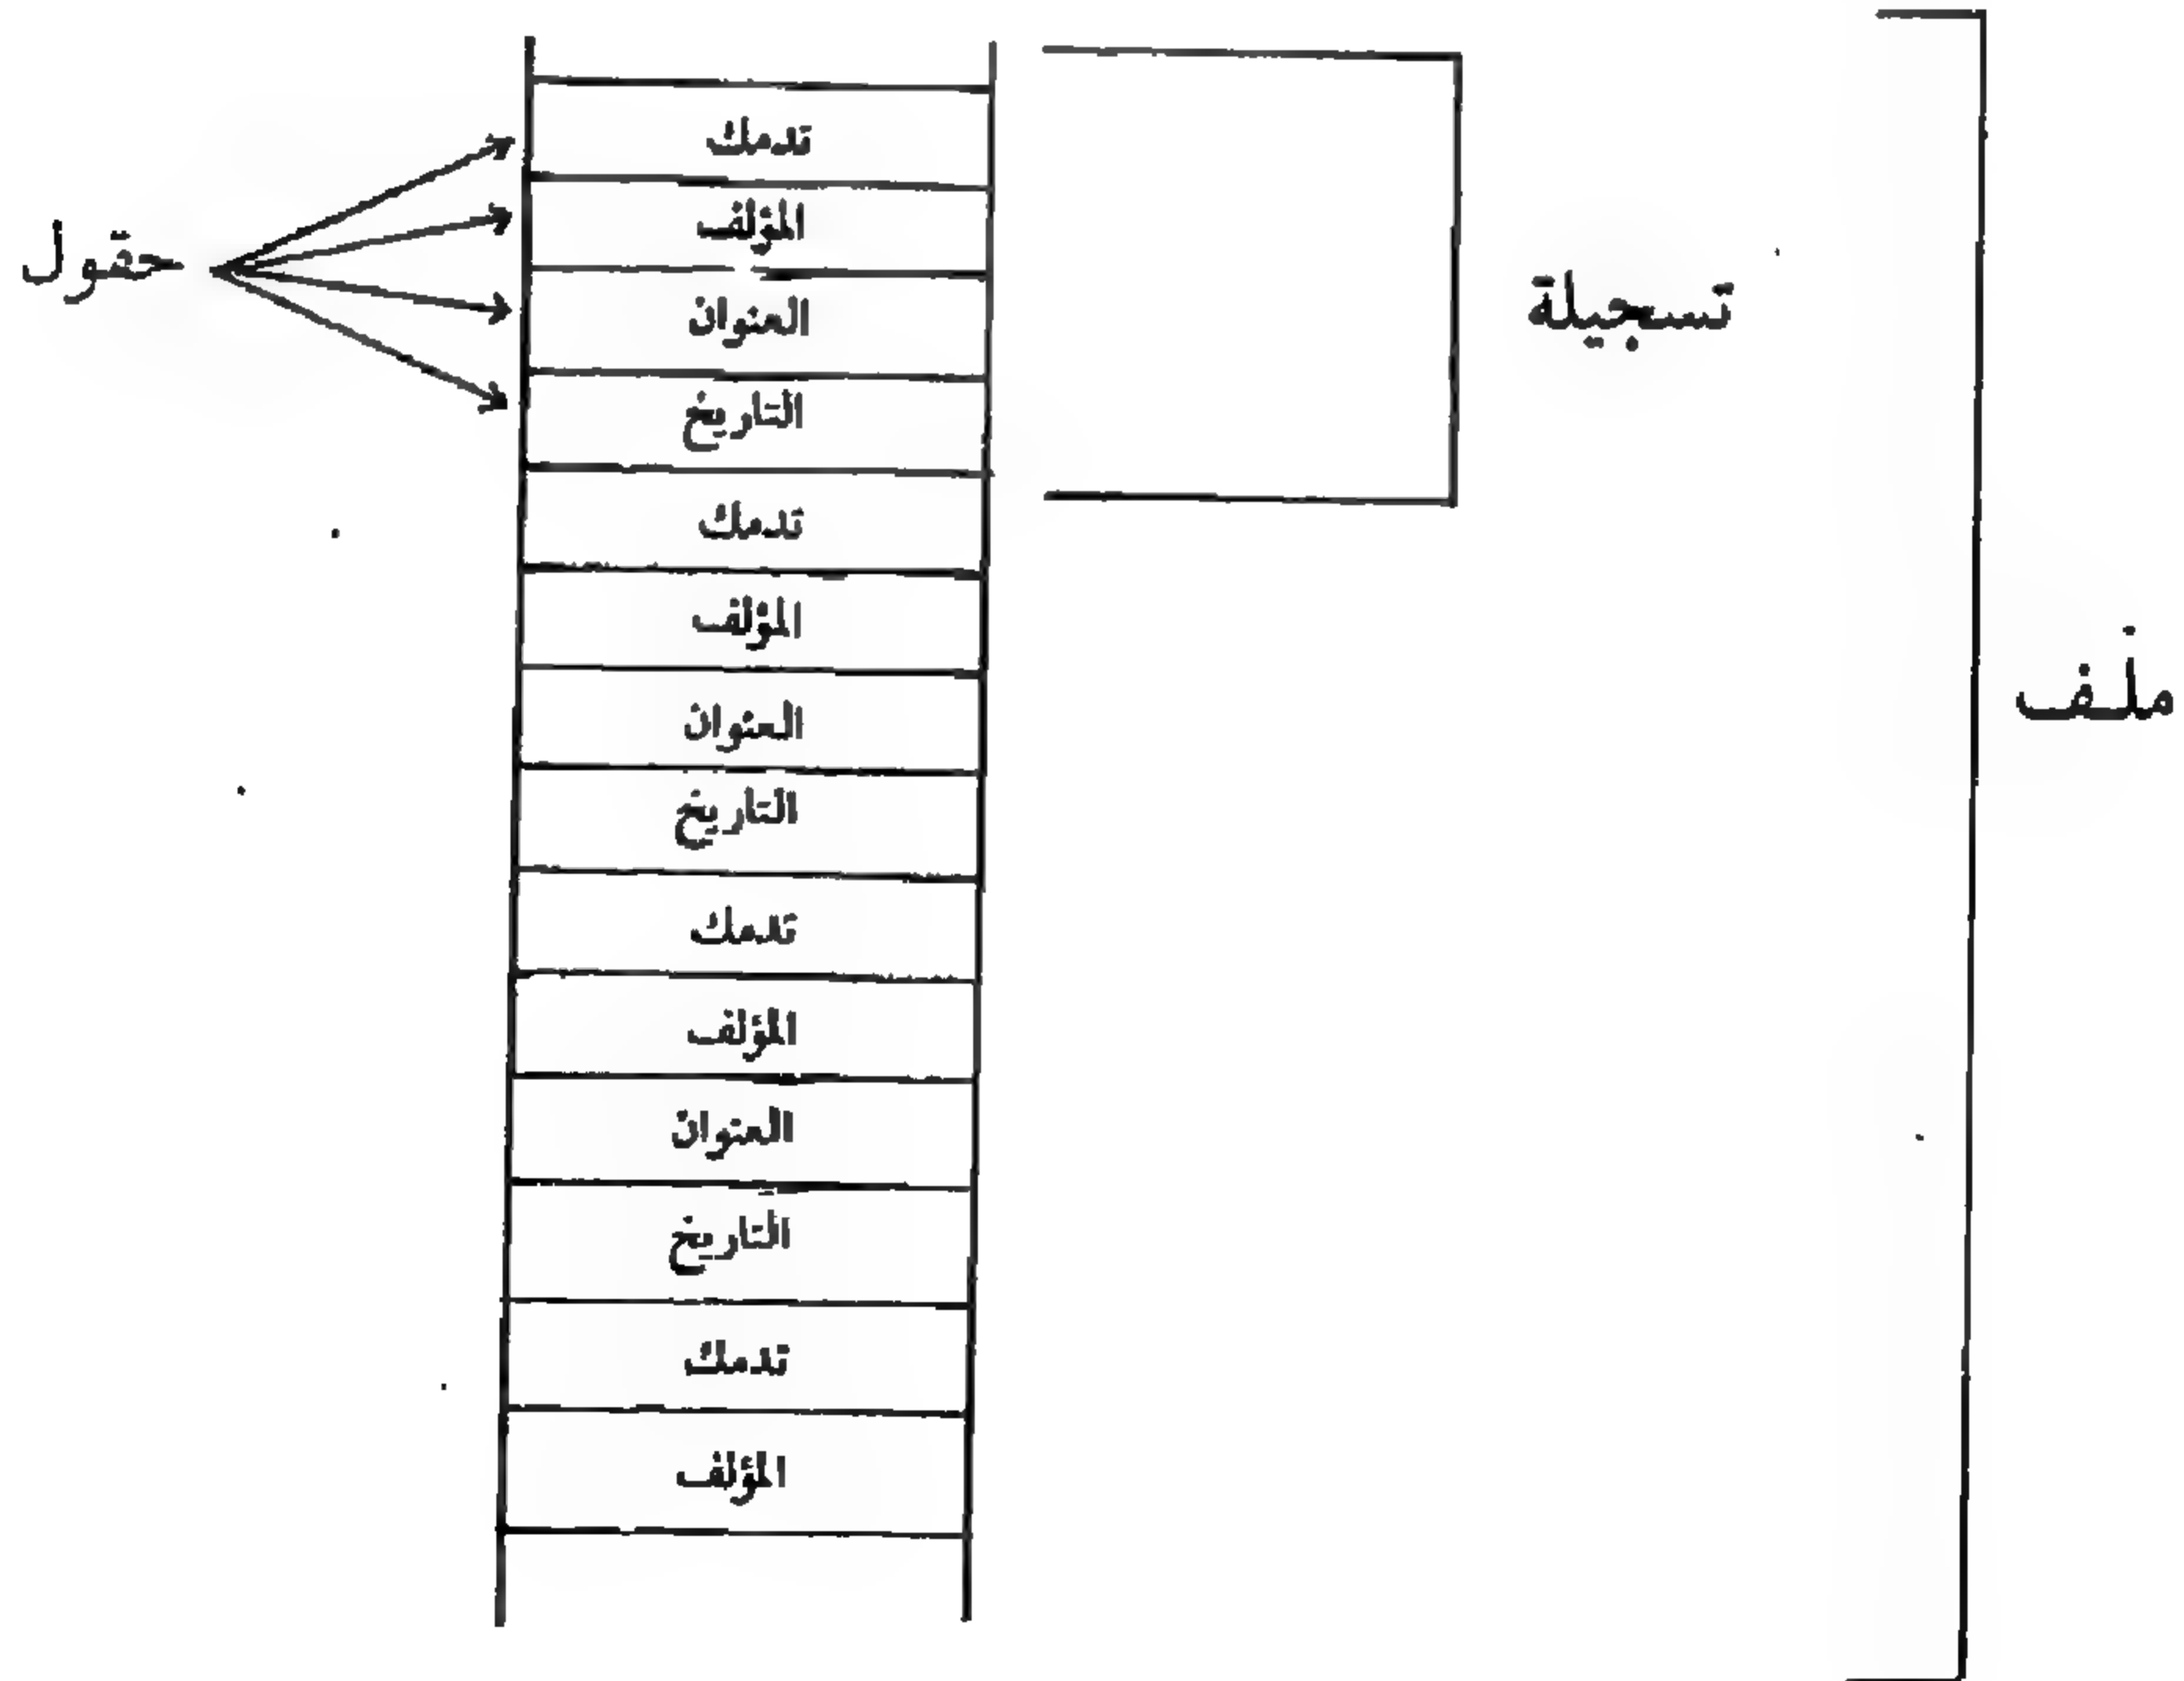 تدمك
المؤلف
حقول
العنوان
تسجيلة
التاريخ
تدمك
المؤلف
ملف
العنوان
التاريخ
تدمك
المؤلف
العنوان
التاريخ
تدمك
المؤلف